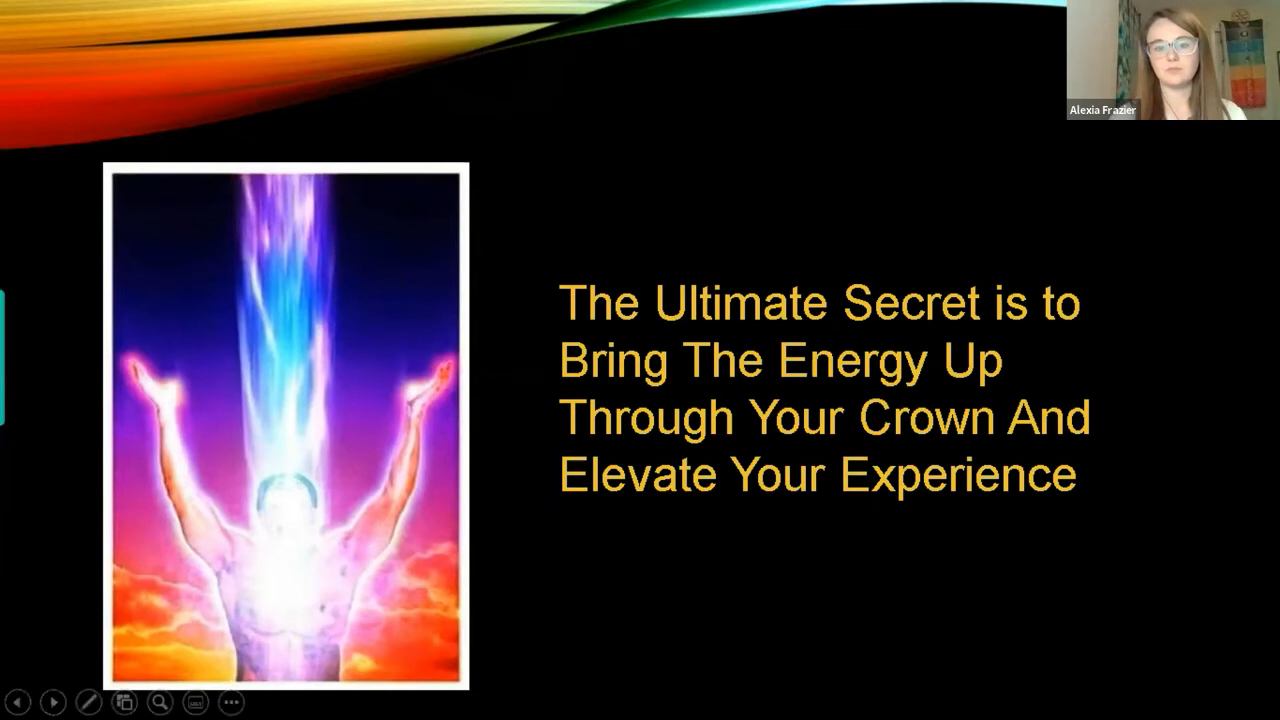 Alexia Frazier
The Ultimate Secret is to
Bring The Energy Up
Through Your Crown And
Elevate Your Experience